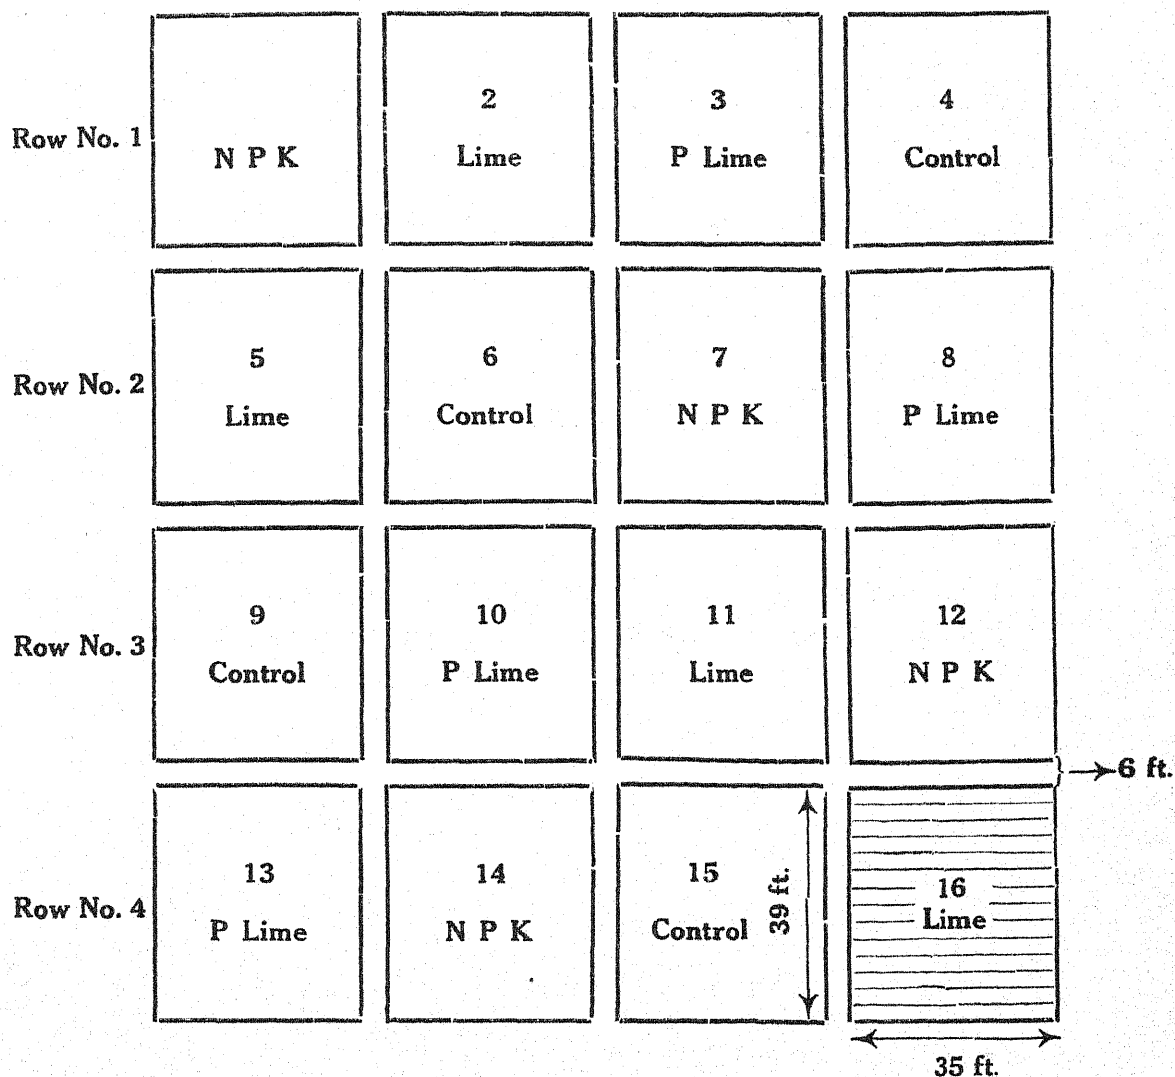 Row No. 1
N P K
2
Lime
3
P Lime
4
Control
Row No. 2
5
Lime
6
Control
7
N P K
8
P Lime
Row No. 3
9
Control
10
P Lime
11
Lime
12
N P K
6 ft.
Row No. 4
13
P Lime
14
N P K
15
Control
39 ft.
16
Lime
35 ft.